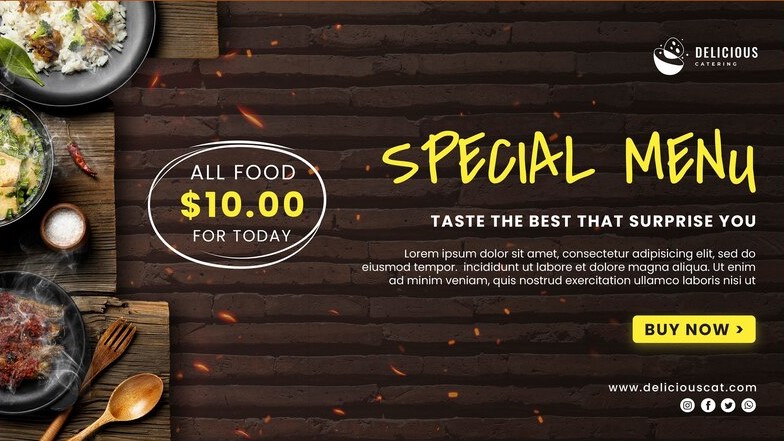 DELICIOUS
CATERING
SPECIAL MENU
ALL FOOD
$10.00
FOR TODAY
TASTE THE BEST THAT SURPRISE YOU
Lorem ipsum dolor sit amet, consectetur adipisicing elit, sed do
eiusmod tempor.  incididunt ut labore et dolore magna aliqua. Ut enim
ad minim veniam, quis nostrud exercitation ullamco laboris nisi ut
BUY NOW >
www.deliciouscat.com